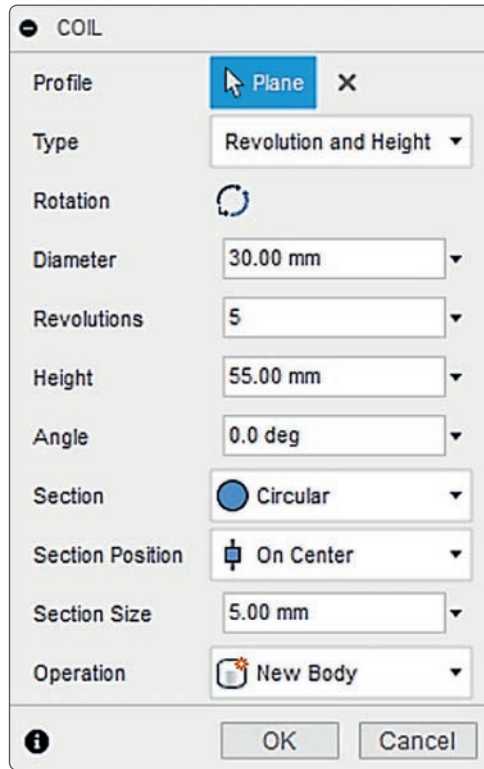 COIL
Profile Plane
Type Revolution and Height
Rotation
Diameter 30.00 mm
Revolutions 5
Height 55.00 mm
Angle 0.0 deg
Section Circular
Section Position On Center
Section Size 5.00 mm
Operation New Body
OK Cancel